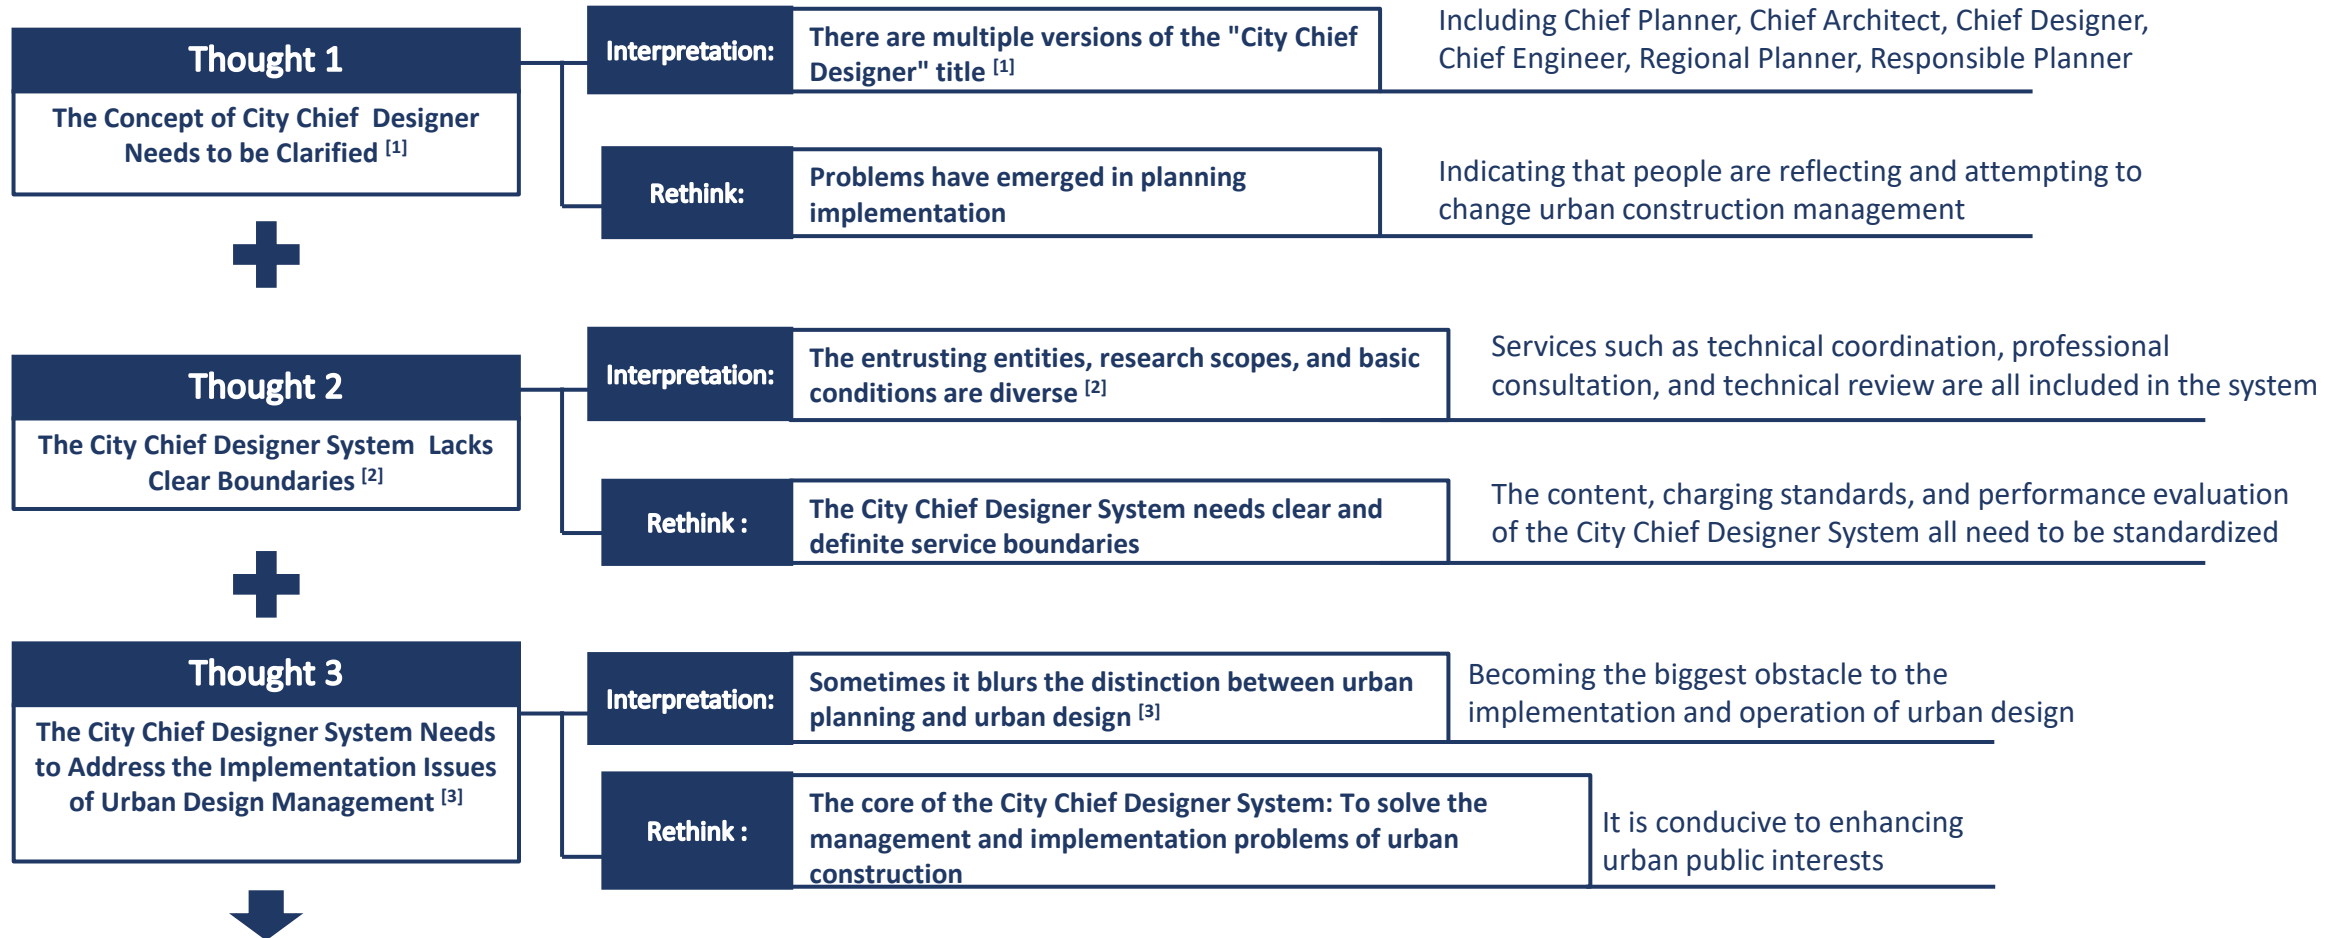 Thought 1
The Concept of City Chief  Designer
Needs to be Clarified [1]
Interpretation:
There are multiple versions of the "City Chief
Designer" title [1]
Including Chief Planner, Chief Architect, Chief Designer,
Chief Engineer, Regional Planner, Responsible Planner
Rethink:
Problems have emerged in planning
implementation
Indicating that people are reflecting and attempting to
change urban construction management
Thought 2
The City Chief Designer System  Lacks
Clear Boundaries [2]
Interpretation:
The entrusting entities, research scopes, and basic
conditions are diverse [2]
Services such as technical coordination, professional
consultation, and technical review are all included in the system
Rethink :
The City Chief Designer System needs clear and
definite service boundaries
The content, charging standards, and performance evaluation
of the City Chief Designer System all need to be standardized
Thought 3
The City Chief Designer System Needs
to Address the Implementation Issues
of Urban Design Management [3]
Interpretation:
Sometimes it blurs the distinction between urban
planning and urban design [3]
Becoming the biggest obstacle to the
implementation and operation of urban design
Rethink :
The core of the City Chief Designer System: To solve the
management and implementation problems of urban
construction
It is conducive to enhancing
urban public interests